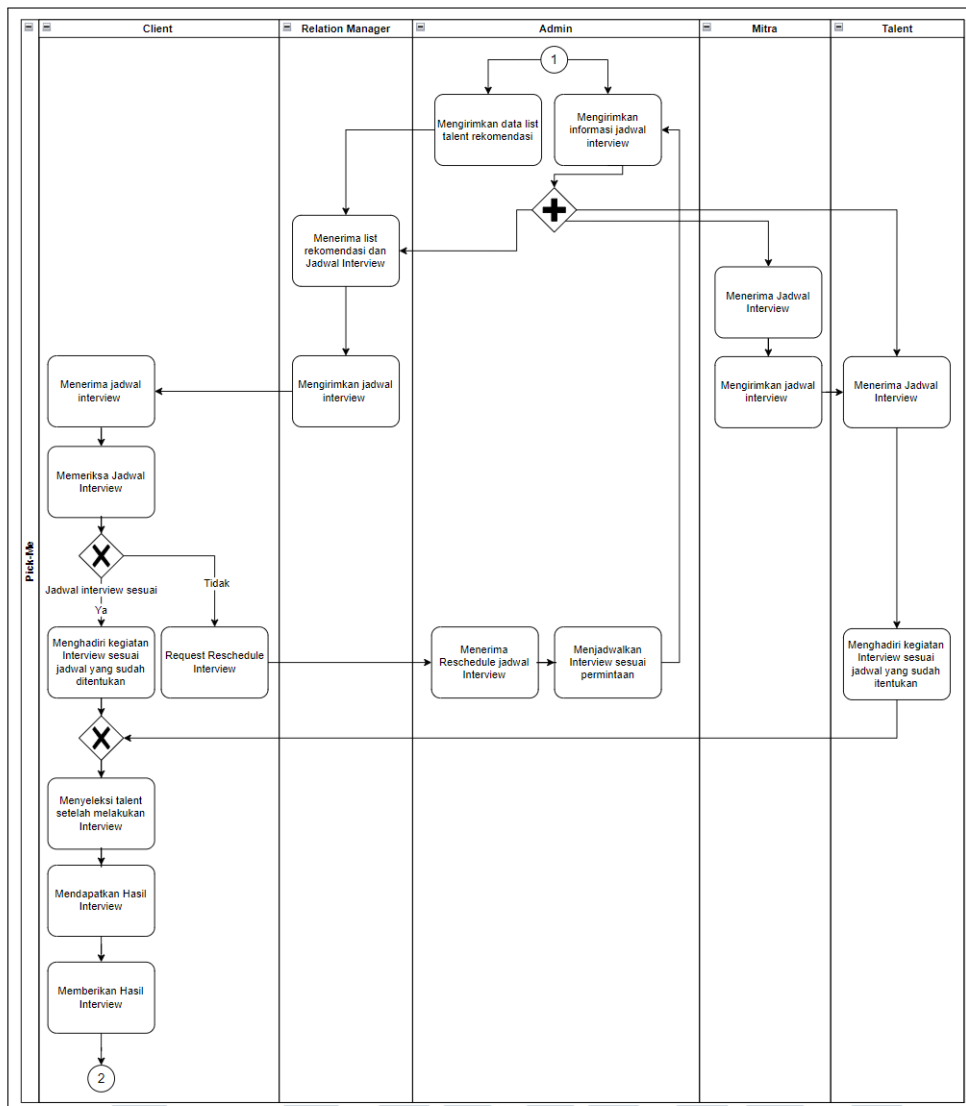 Pick-Me
Client
Relation Manager
Admin
Mitra
Talent
1
Mengirimkan data list
talent rekomendasi
Mengirimkan
informasi jadwal
interview
Menerima list
rekomendasi dan
Jadwal Interview
Menerima Jadwal
Interview
Menerima jadwal
interview
Mengirimkan jadwal
interview
Mengirimkan jadwal
interview
Menerima Jadwal
Interview
Memeriksa Jadwal
Interview
Jadwal interview sesuai
Tidak
Ya
Menghadiri kegiatan
Interview sesuai
jadwal yang sudah
ditentukan
Request Reschedule
Interview
Menerima
Reschedule jadwal
Interview
Menjadwalkan
Interview sesuai
permintaan
Menghadiri kegiatan
Interview sesuai
jadwal yang sudah
itentukan
Menyeleksi talent
setelah melakukan
Interview
Mendapatkan Hasil
Interview
Memberikan Hasil
Interview
2